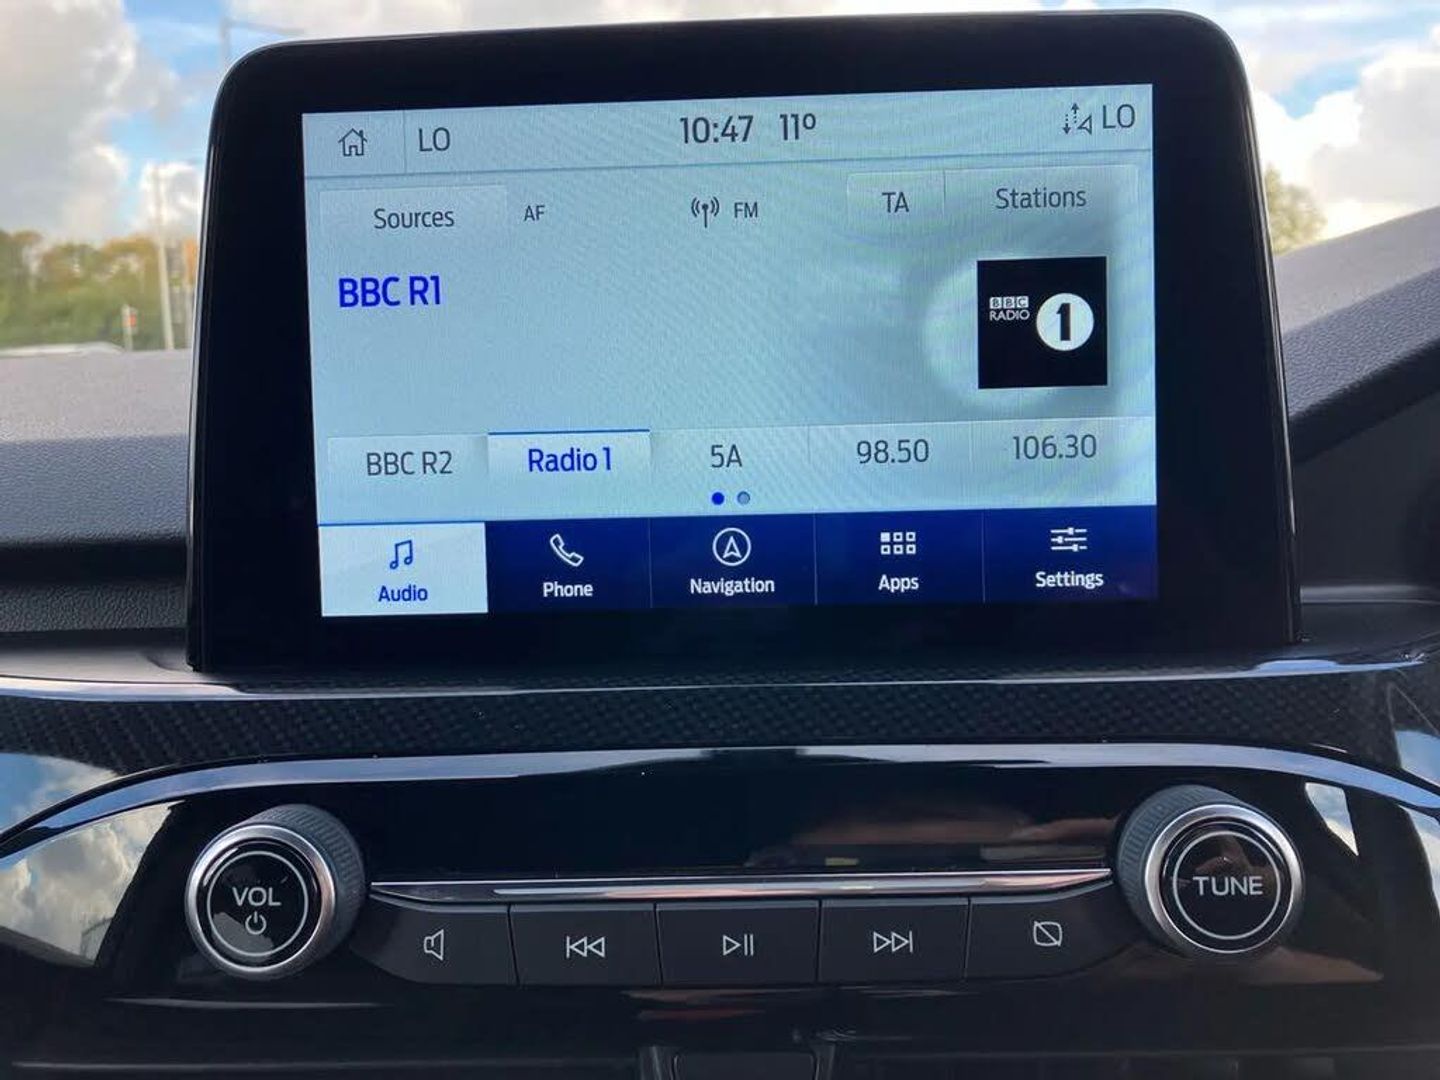 LO 10:47 11º LO
Sources AF FM TA Stations
BBC R1
BBC
RADIO 1
BBC R2 Radio 1 5A 98.50 106.30
Audio Phone Navigation Apps Settings
VOL TUNE